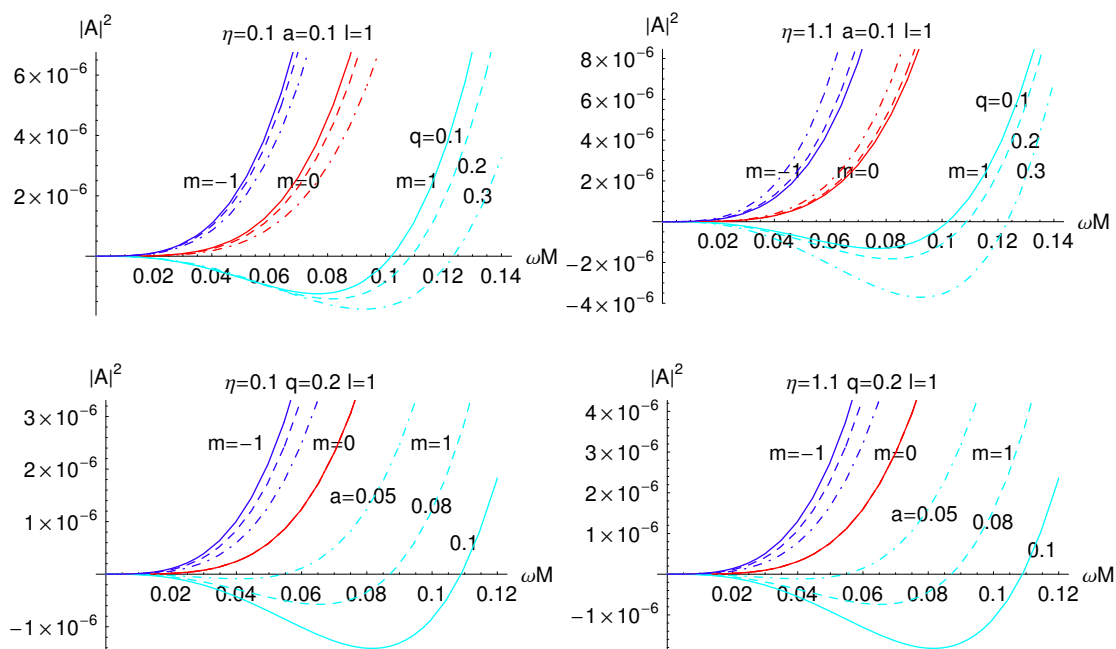 |A|²
η=0.1 a=0.1 l=1
6×10⁻⁶
4×10⁻⁶
2×10⁻⁶
q=0.1
0.2
0.3
m=−1
m=0
m=1
0.02 0.04 0.06 0.08 0.1 0.12 0.14
ωM
|A|²
η=1.1 a=0.1 l=1
8×10⁻⁶
6×10⁻⁶
4×10⁻⁶
2×10⁻⁶
−2×10⁻⁶
−4×10⁻⁶
q=0.1
0.2
0.3
m=−1
m=0
m=1
0.02 0.04 0.06 0.08 0.1 0.12 0.14
ωM
|A|²
η=0.1 q=0.2 l=1
3×10⁻⁶
2×10⁻⁶
1×10⁻⁶
−1×10⁻⁶
m=−1
m=0
m=1
a=0.05
0.08
0.1
0.02 0.04 0.06 0.08 0.1 0.12
ωM
|A|²
η=1.1 q=0.2 l=1
4×10⁻⁶
3×10⁻⁶
2×10⁻⁶
1×10⁻⁶
−1×10⁻⁶
m=−1
m=0
m=1
a=0.05
0.08
0.1
0.02 0.04 0.06 0.08 0.1 0.12
ωM